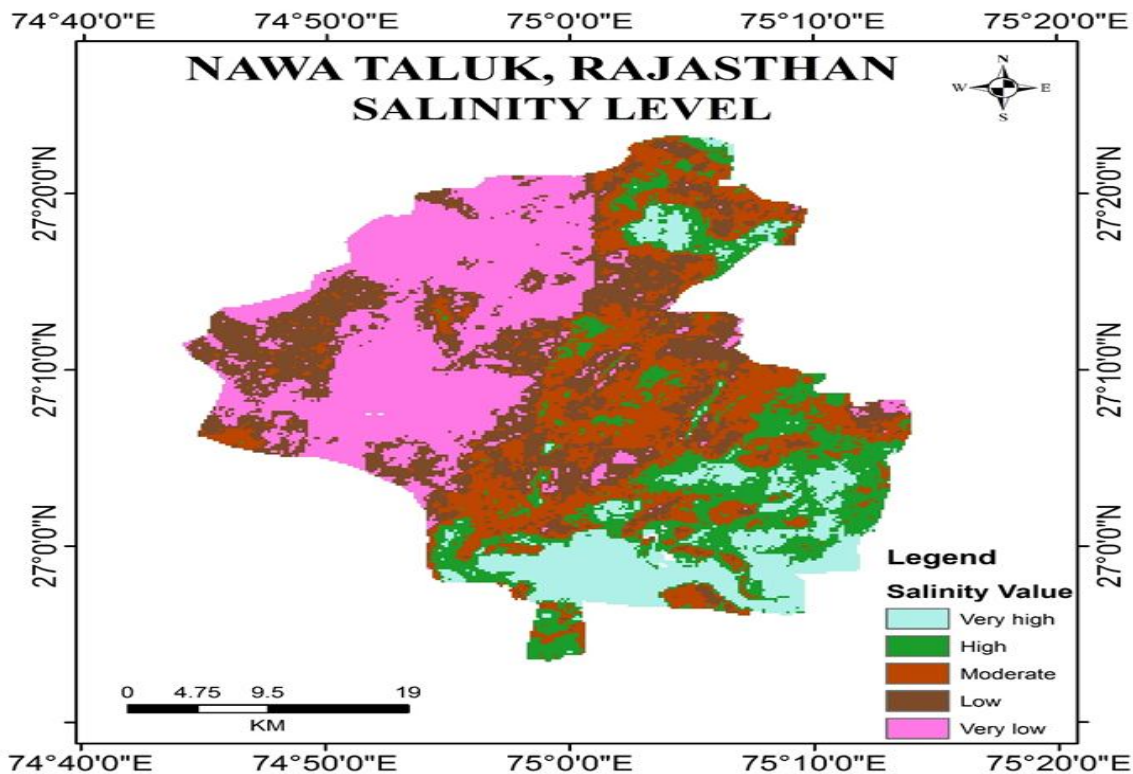 74°40'0"E 74°50'0"E 75°0'0"E 75°10'0"E 75°20'0"E
NAWA TALUK, RAJASTHAN
SALINITY LEVEL
N
W E
S
27°20'0"N 27°20'0"N
27°10'0"N 27°10'0"N
27°0'0"N 27°0'0"N
Legend
Salinity Value
Very high
High
Moderate
Low
Very low
0 4.75 9.5 19
KM
74°40'0"E 74°50'0"E 75°0'0"E 75°10'0"E 75°20'0"E